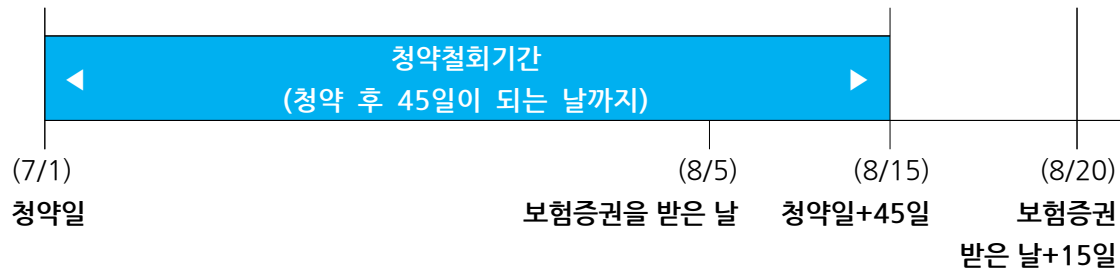 청약철회기간
(청약 후 45일이 되는 날까지)
(7/1) (8/5) (8/15) (8/20)
청약일 보험증권을 받은 날 청약일+45일 보험증권
받은 날+15일